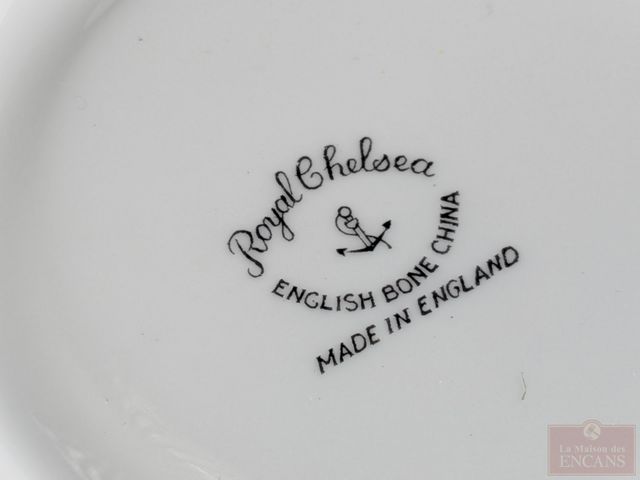 Royal Chelsea
ENGLISH BONE CHINA
MADE IN ENGLAND
La Maison des
ENCANS